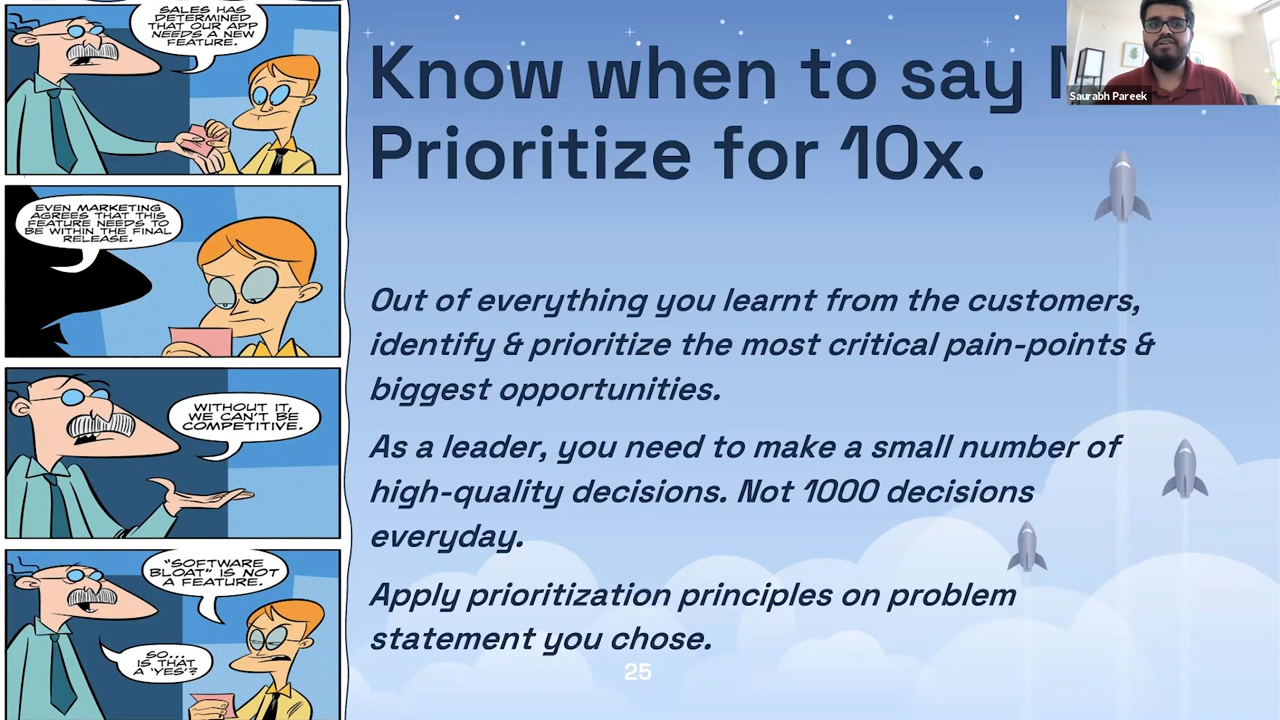 SALES HAS
DETERMINED
THAT OUR APP
NEEDS A NEW
FEATURE.
EVEN MARKETING
AGREES THAT THIS
FEATURE NEEDS TO
BE WITHIN THE FINAL
RELEASE.
WITHOUT IT,
WE CAN'T BE
COMPETITIVE.
"SOFTWARE
BLOAT" IS NOT
A FEATURE.
SO...
IS THAT
A 'YES'?
Know when to say
Prioritize for 10x.
Out of everything you learnt from the customers,
identify & prioritize the most critical pain-points &
biggest opportunities.
As a leader, you need to make a small number of
high-quality decisions. Not 1000 decisions
everyday.
Apply prioritization principles on problem
statement you chose.
25
Saurabh Pareek